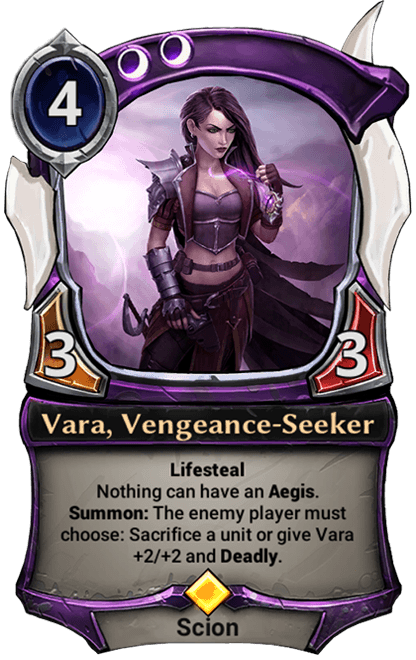 4
3
3
Vara, Vengeance-Seeker
Lifesteal
Nothing can have an Aegis.
Summon: The enemy player must
choose: Sacrifice a unit or give Vara
+2/+2 and Deadly.
Scion